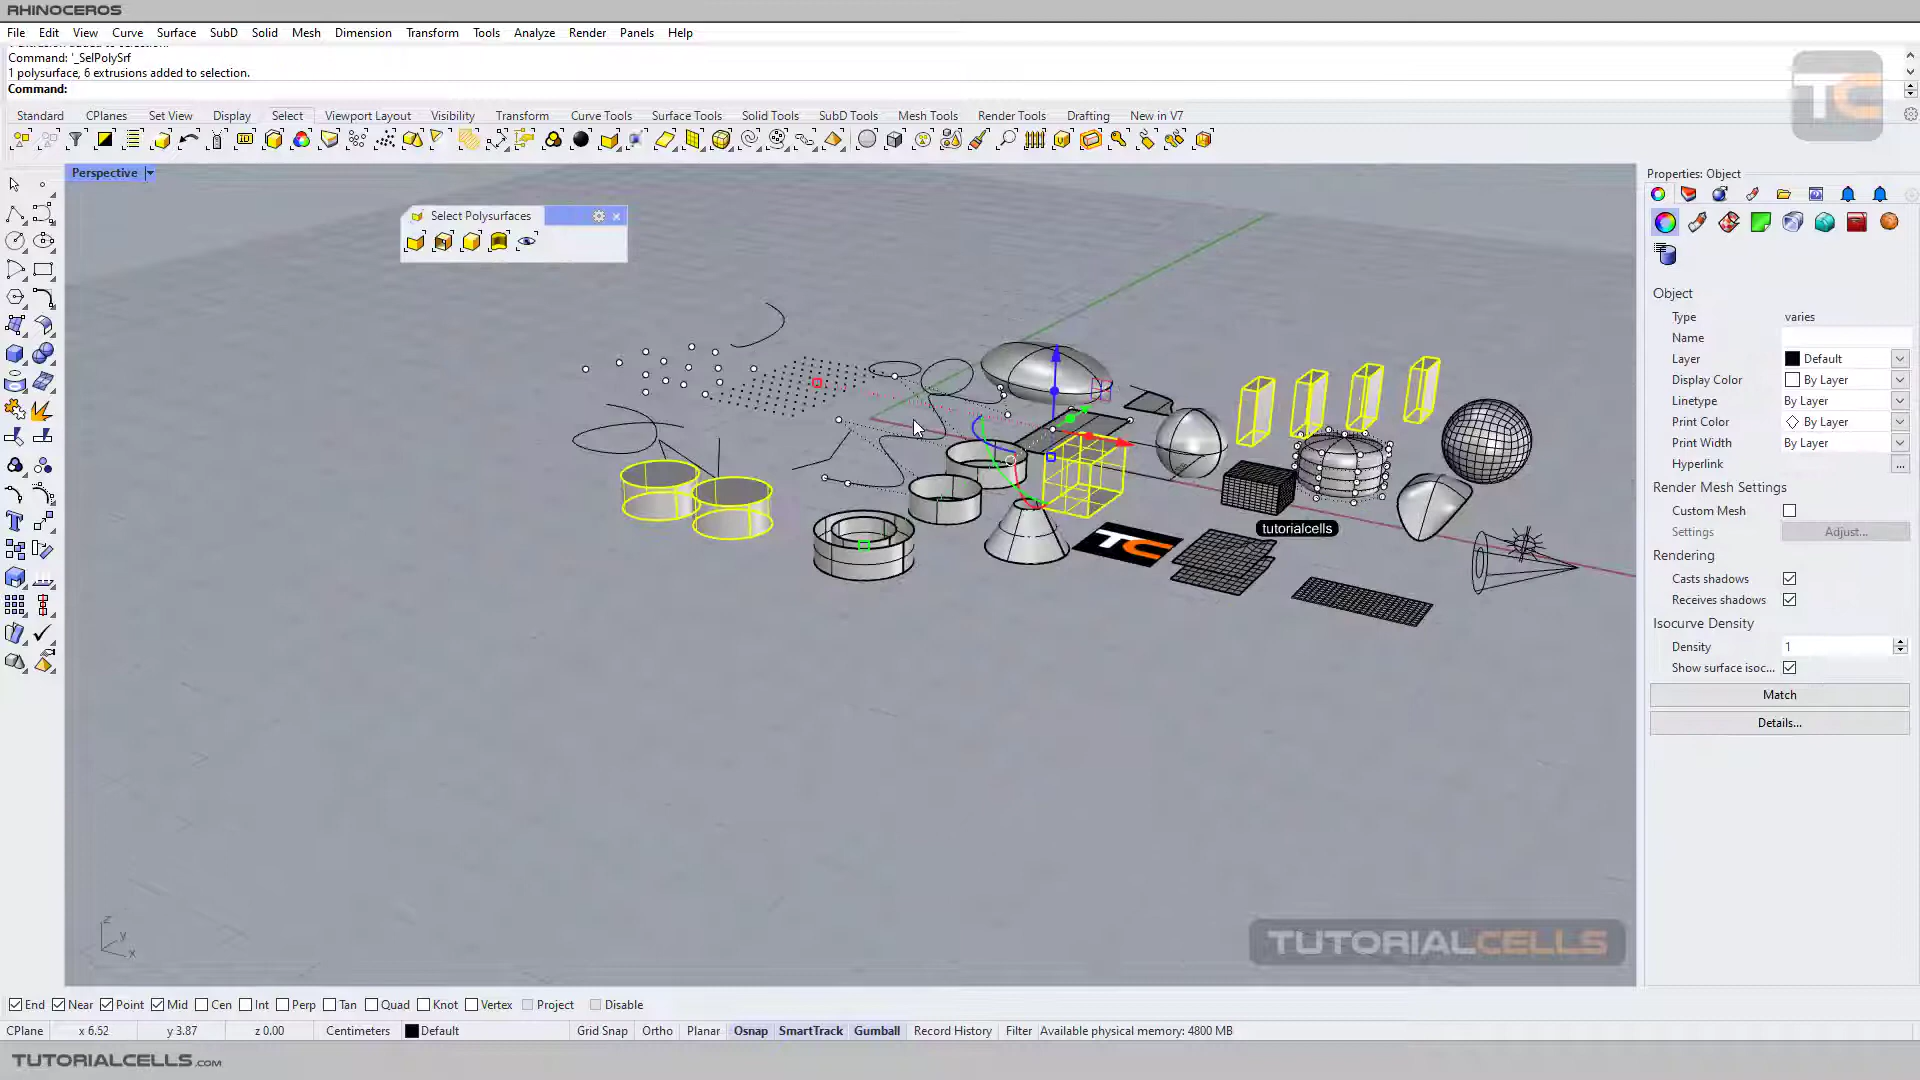 RHINOCEROS
File Edit View Curve Surface SubD Solid Mesh Dimension Transform Tools Analyze Render Panels Help
Command: '_SelPolySrf
1 polysurface, 6 extrusions added to selection.
Command:
TC
Standard CPlanes Set View Display Select Viewport Layout Visibility Transform Curve Tools Surface Tools Solid Tools SubD Tools Mesh Tools Render Tools Drafting New in V7
Perspective
Properties: Object
Select Polysurfaces
Object
Type varies
Name
Layer Default
Display Color By Layer
Linetype By Layer
Print Color By Layer
Print Width By Layer
Hyperlink ...
Render Mesh Settings
Custom Mesh
Settings Adjust...
Rendering
Casts shadows
Receives shadows
Isocurve Density
Density 1
Show surface isoc...
Match
Details...
tutorialcells
TC
z
y
x
TUTORIALCELLS
End Near Point Mid Cen Int Perp Tan Quad Knot Vertex Project Disable
CPlane x 6.52 y 3.87 z 0.00 Centimeters Default Grid Snap Ortho Planar Osnap SmartTrack Gumball Record History Filter Available physical memory: 4800 MB
TUTORIALCELLS.COM